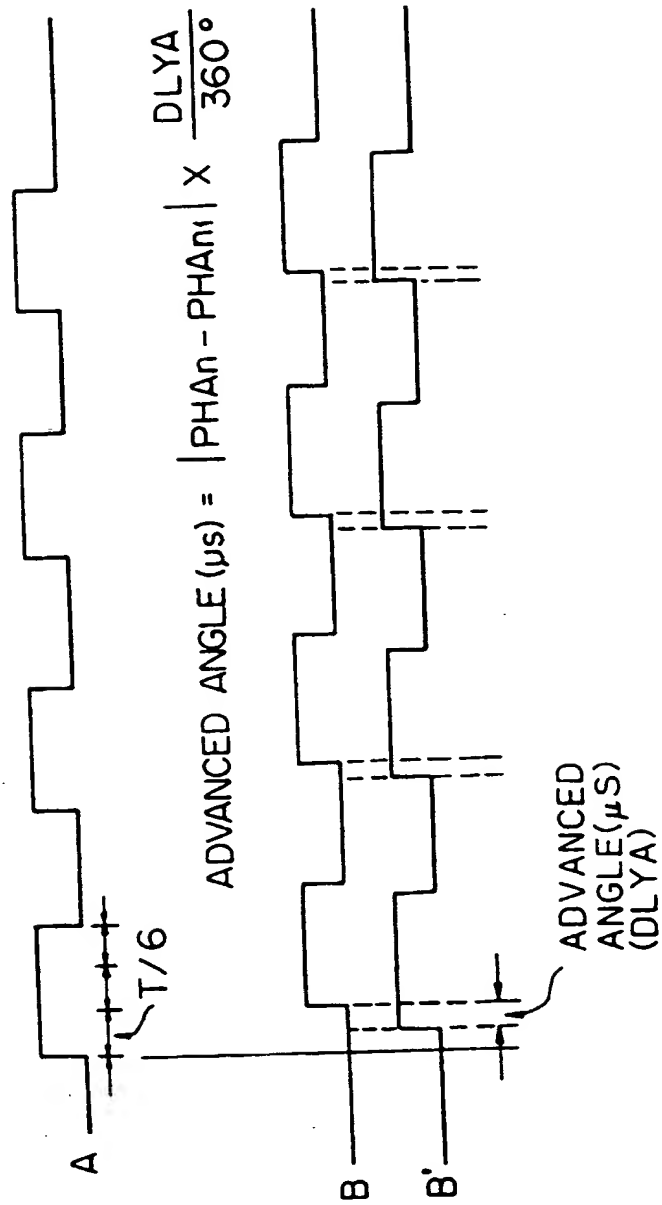 A
T/6
ADVANCED ANGLE (μs) = |PHAn - PHAn1| X DLYA
360°
B
B'
ADVANCED
ANGLE(μS)
(DLYA)